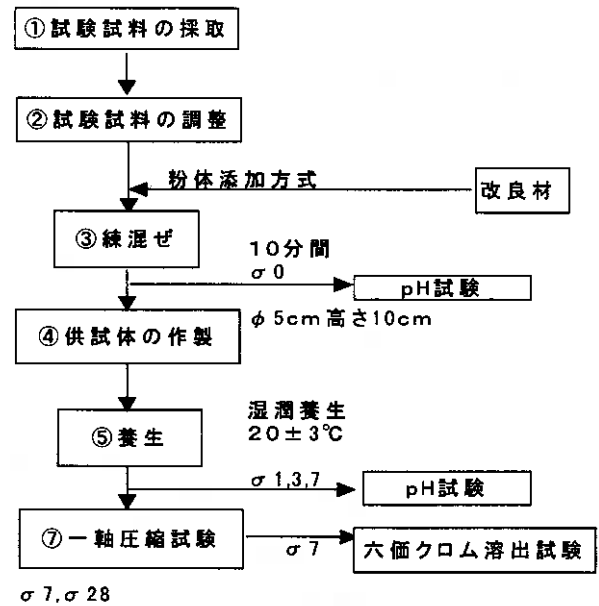 ①試験試料の採取
②試験試料の調整
粉体添加方式
改良材
③練混ぜ
10分間
σ0
pH試験
④供試体の作製
φ5cm高さ10cm
⑤養生
湿潤養生
20±3℃
σ1,3,7
pH試験
⑦一軸圧縮試験
σ7
六価クロム溶出試験
σ7,σ28